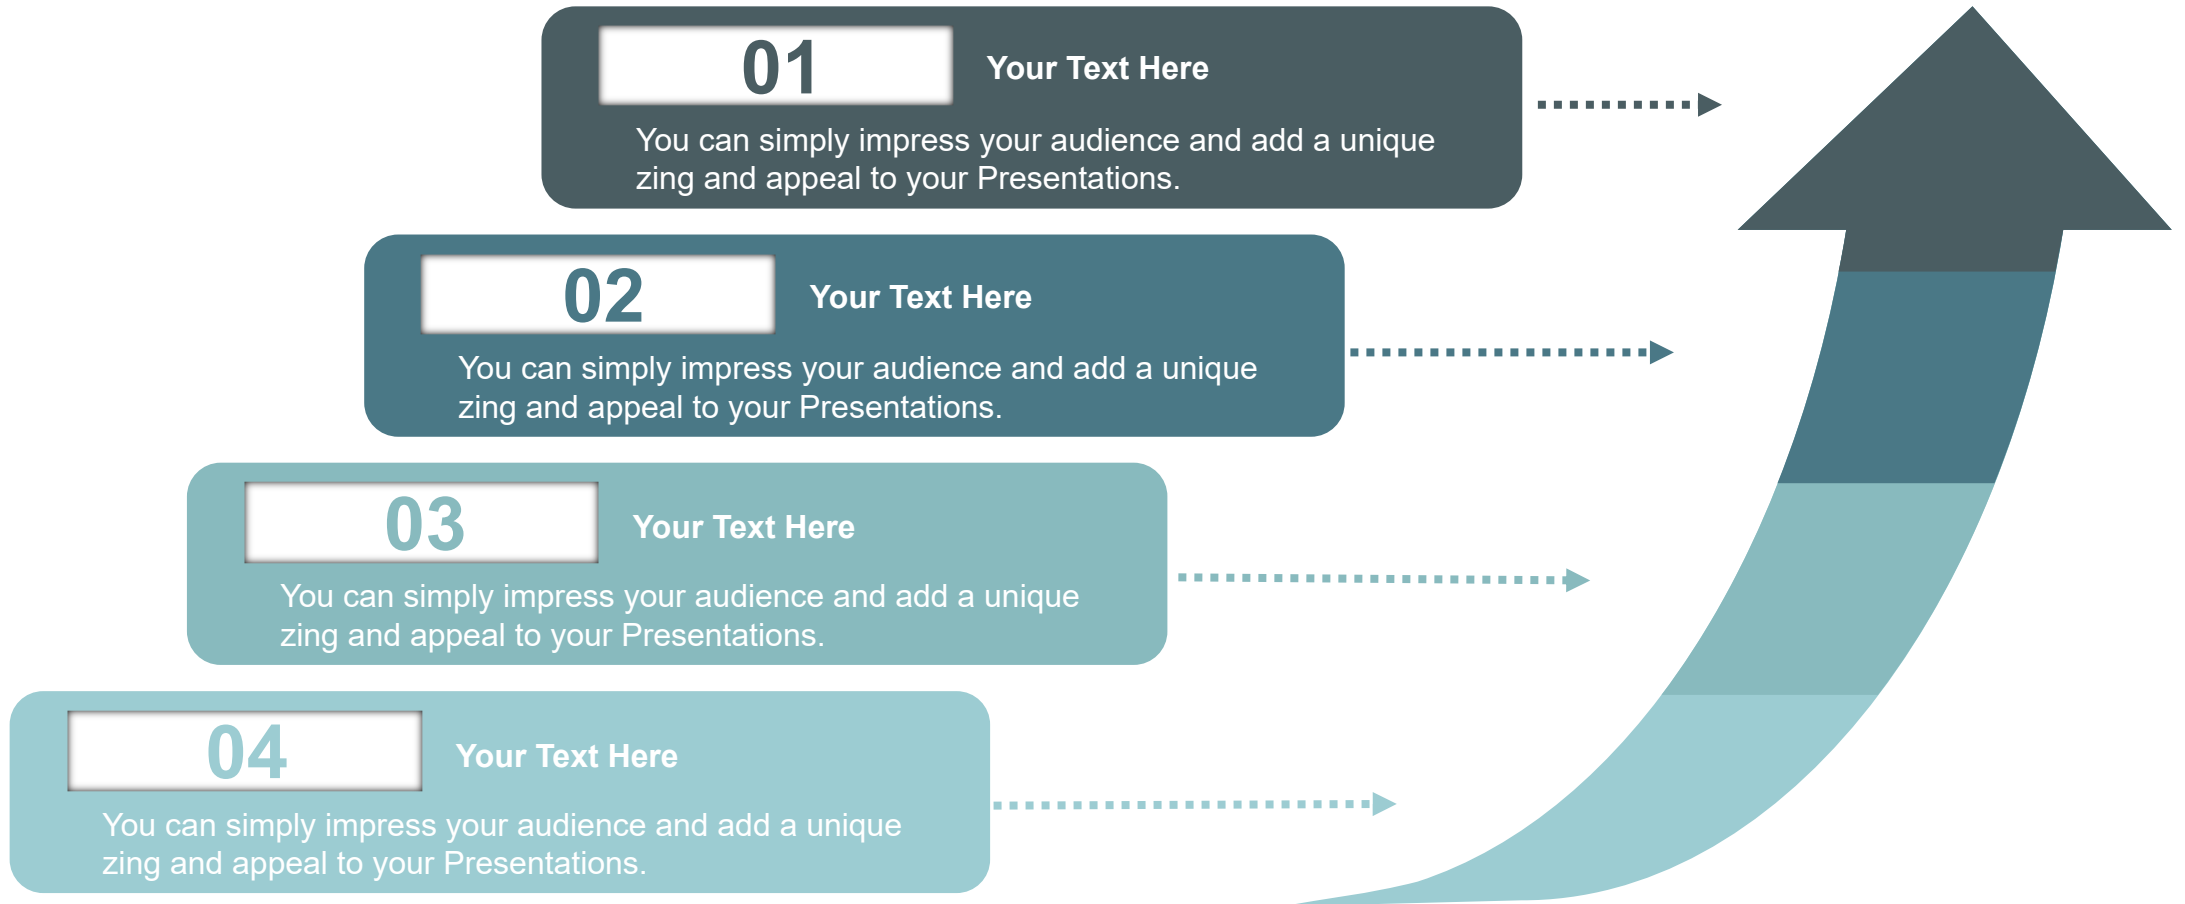 01
Your Text Here
You can simply impress your audience and add a unique
zing and appeal to your Presentations.
02
Your Text Here
You can simply impress your audience and add a unique
zing and appeal to your Presentations.
03
Your Text Here
You can simply impress your audience and add a unique
zing and appeal to your Presentations.
04
Your Text Here
You can simply impress your audience and add a unique
zing and appeal to your Presentations.